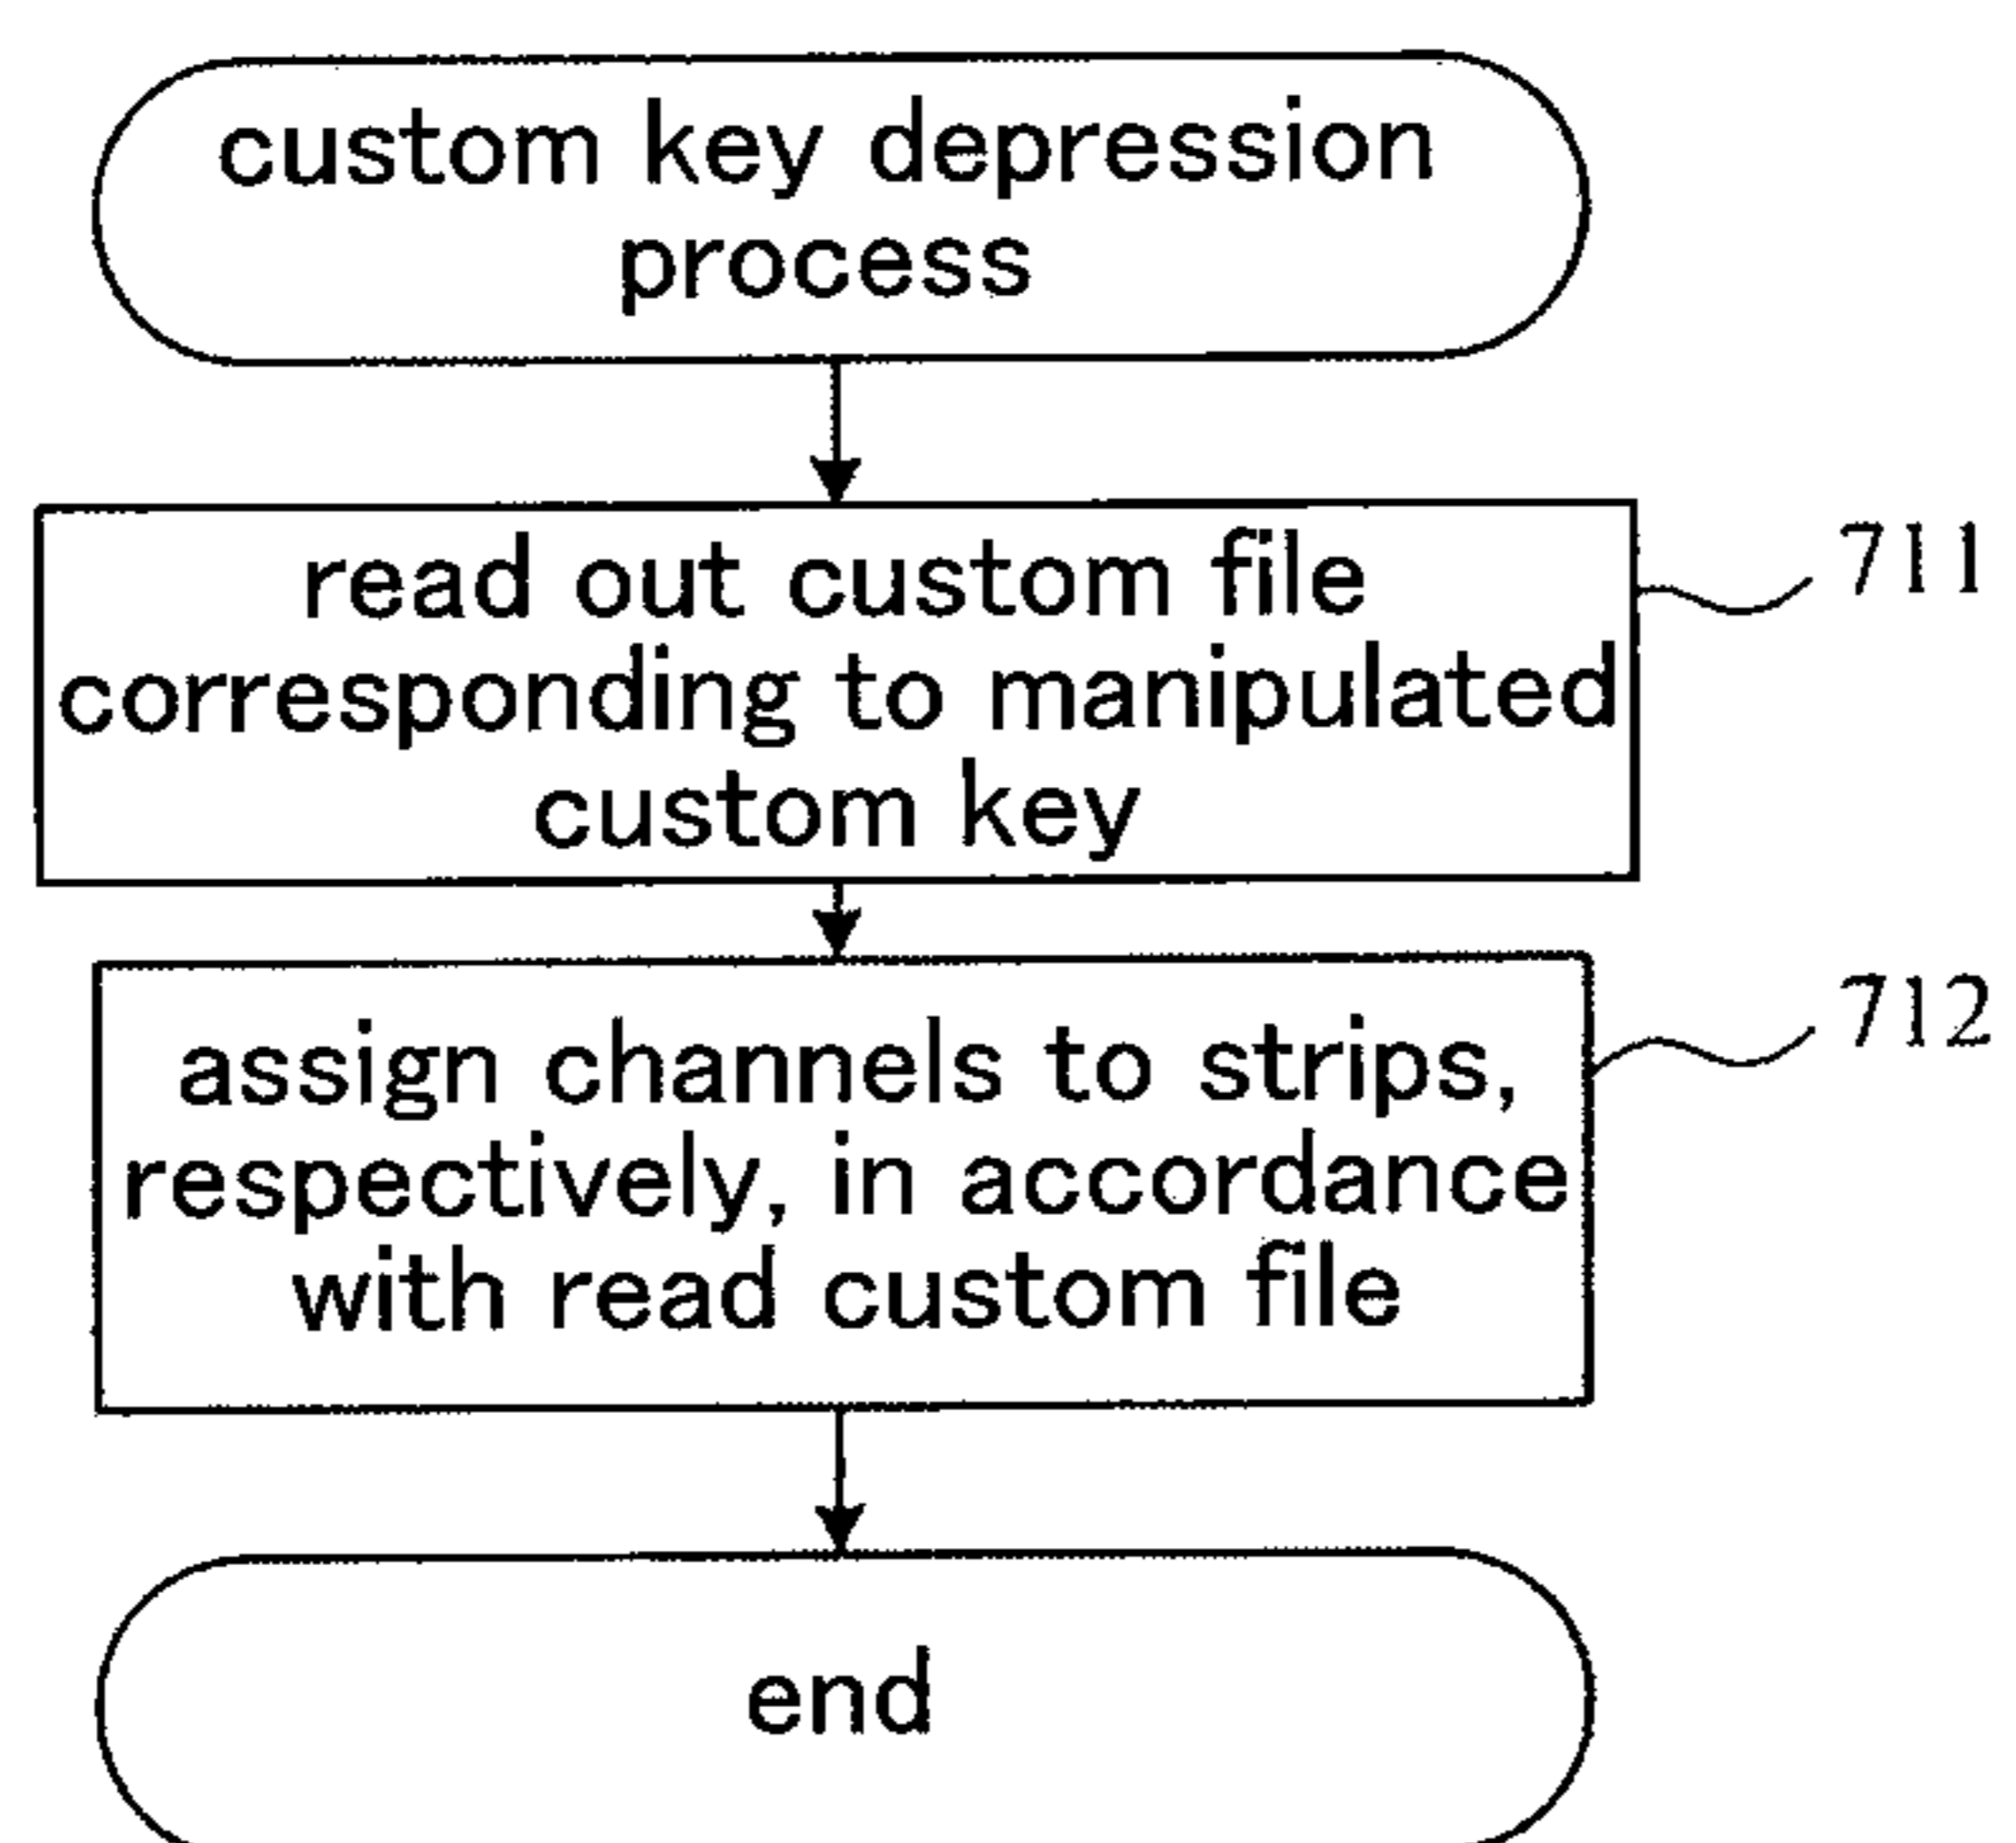 custom key depression
process
read out custom file
corresponding to manipulated
custom key
711
assign channels to strips,
respectively, in accordance
with read custom file
712
end